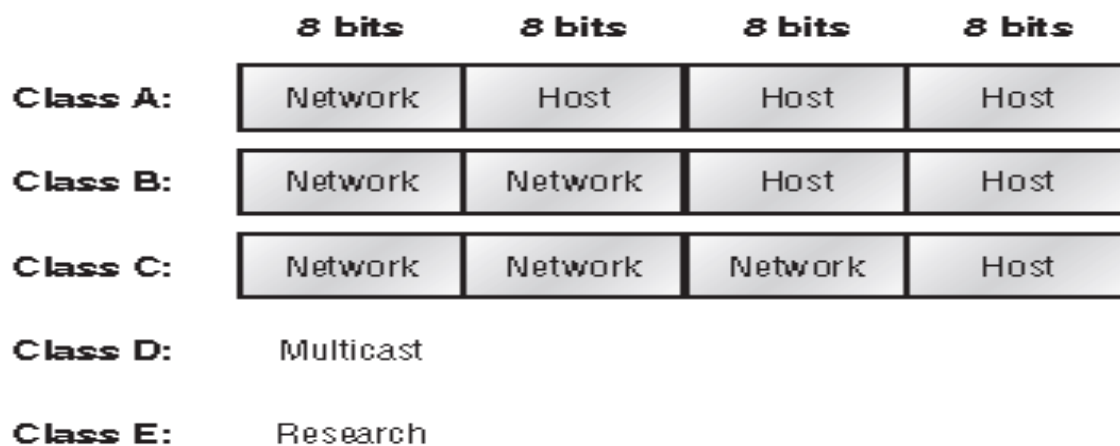 8 bits 8 bits 8 bits 8 bits
Class A: Network Host Host Host
Class B: Network Network Host Host
Class C: Network Network Network Host
Class D: Multicast
Class E: Research